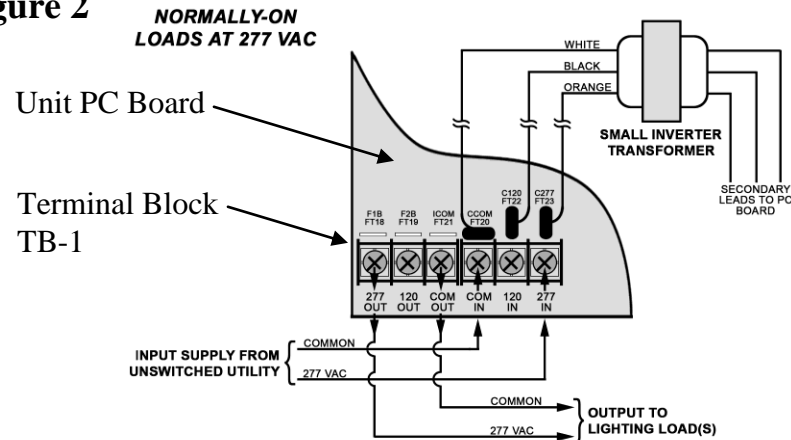 gure 2
NORMALLY-ON
LOADS AT 277 VAC
WHITE
BLACK
ORANGE
Unit PC Board
SMALL INVERTER
TRANSFORMER
SECONDARY
LEADS TO PC
BOARD
Terminal Block
TB-1
F1B
FT18
F2B
FT19
ICOM
FT21
CCOM
FT20
C120
FT22
C277
FT23
277
OUT
120
OUT
COM
OUT
COM
IN
120
IN
277
IN
INPUT SUPPLY FROM
UNSWITCHED UTILITY
COMMON
277 VAC
COMMON
277 VAC
OUTPUT TO
LIGHTING LOAD(S)